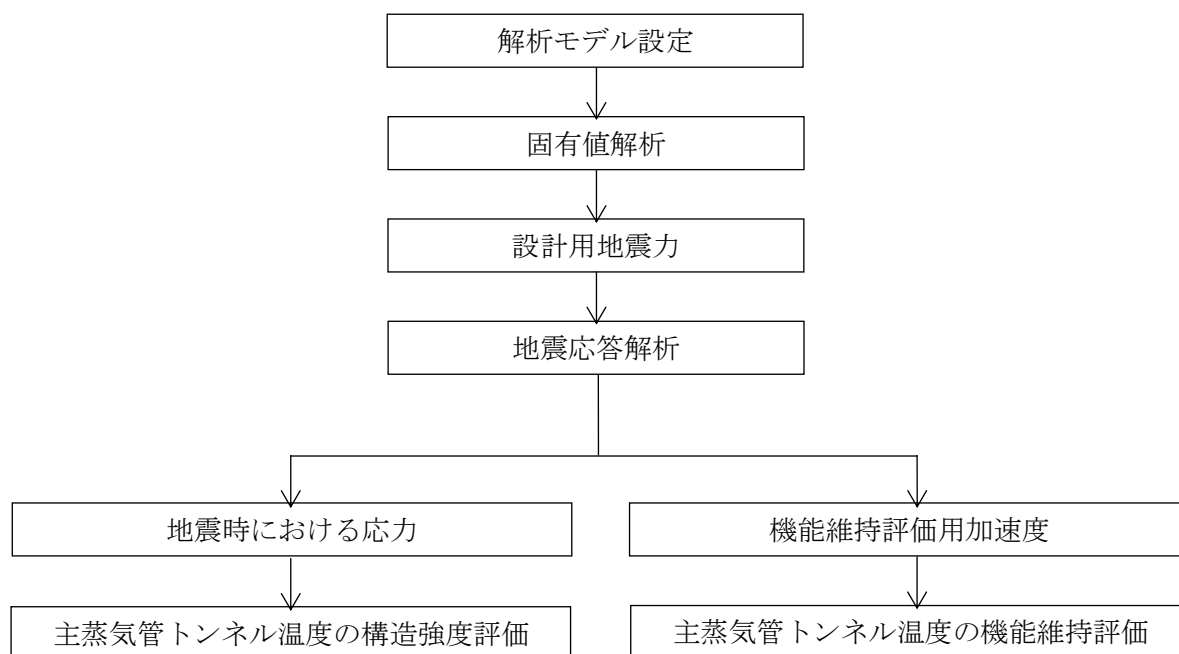 解析モデル設定
固有値解析
設計用地震力
地震応答解析
地震時における応力
機能維持評価用加速度
主蒸気管トンネル温度の構造強度評価
主蒸気管トンネル温度の機能維持評価